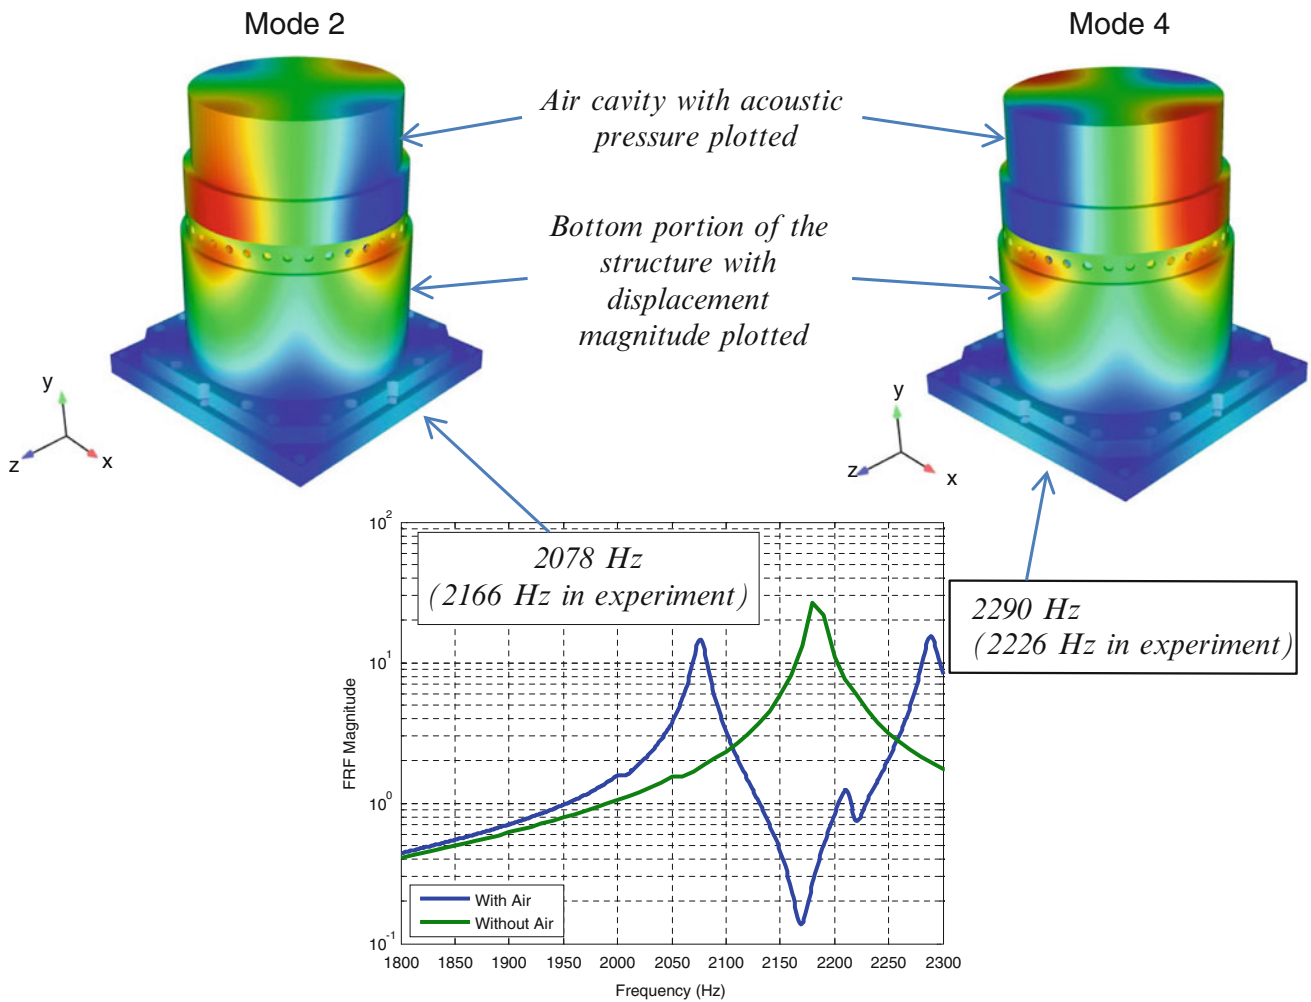 Mode 2
Mode 4
Air cavity with acoustic
pressure plotted
Bottom portion of the
structure with
displacement
magnitude plotted
y
z
x
y
z
x
2078 Hz
(2166 Hz in experiment)
2290 Hz
(2226 Hz in experiment)
10^2
10^1
10^0
10^-1
FRF Magnitude
With Air
Without Air
1800 1850 1900 1950 2000 2050 2100 2150 2200 2250 2300
Frequency (Hz)